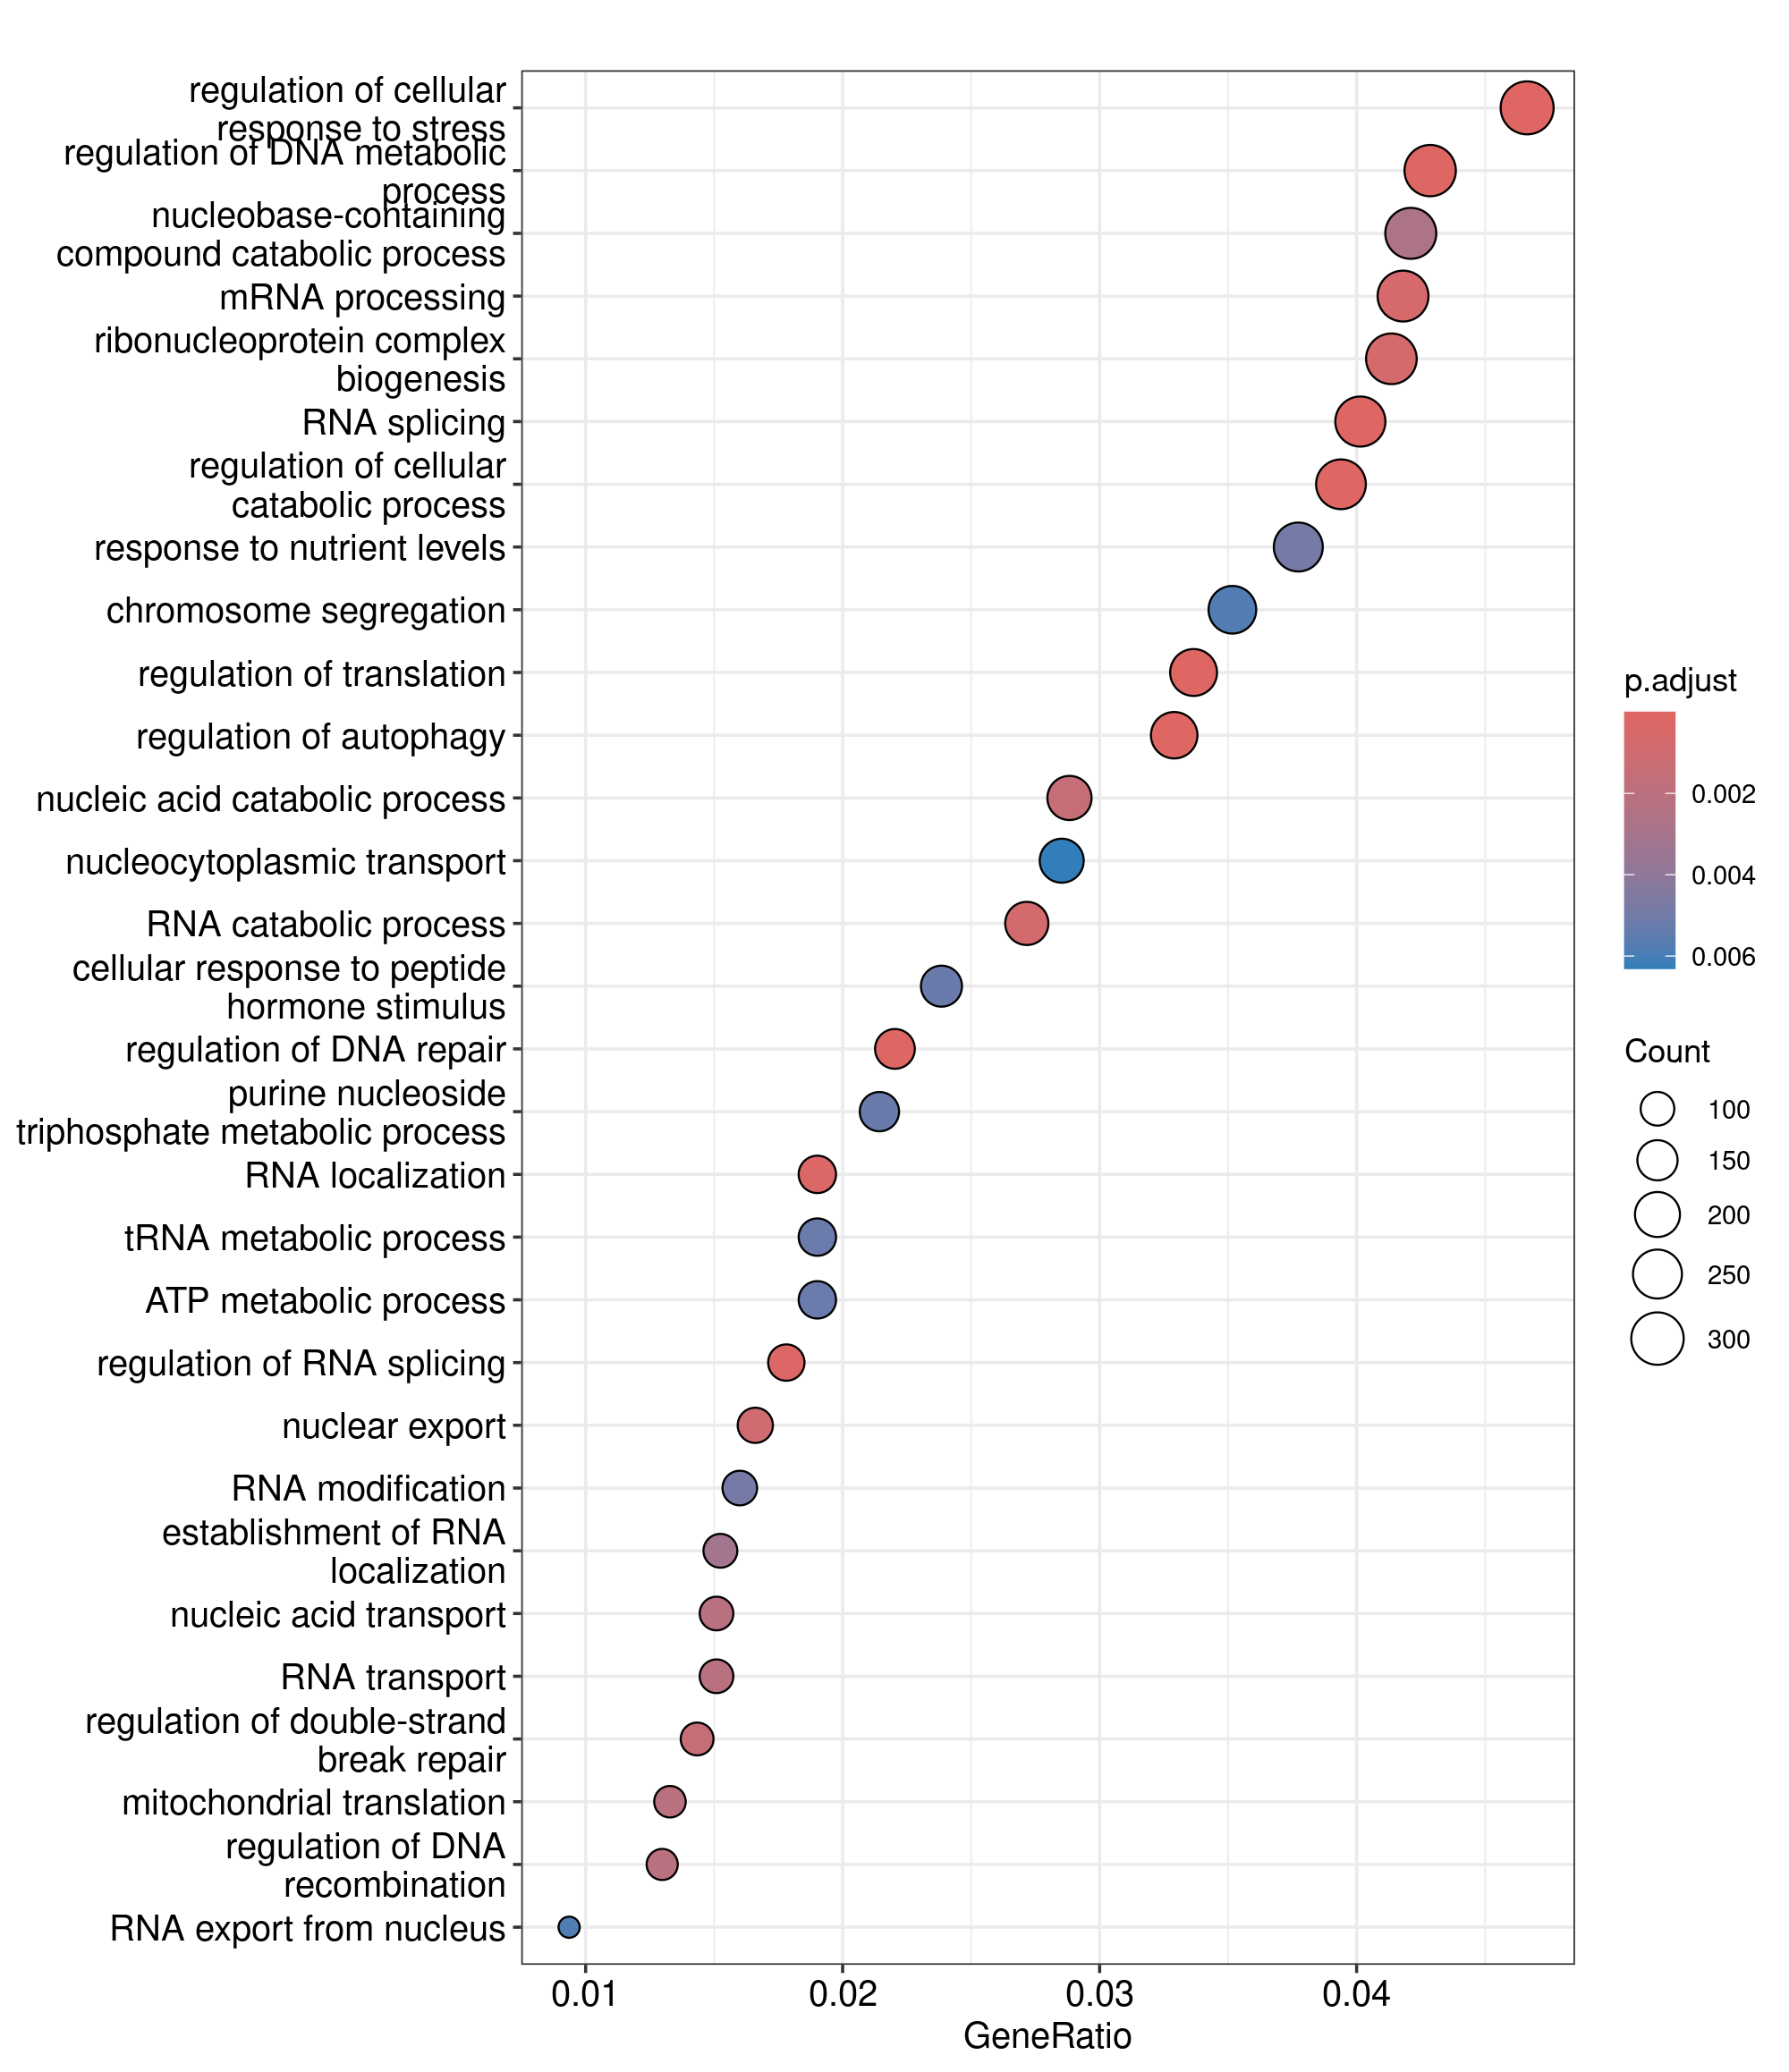 regulation of cellular
response to stress
regulation of DNA metabolic
process
nucleobase-containing
compound catabolic process
mRNA processing
ribonucleoprotein complex
biogenesis
RNA splicing
regulation of cellular
catabolic process
response to nutrient levels
chromosome segregation
regulation of translation
regulation of autophagy
nucleic acid catabolic process
nucleocytoplasmic transport
RNA catabolic process
cellular response to peptide
hormone stimulus
regulation of DNA repair
purine nucleoside
triphosphate metabolic process
RNA localization
tRNA metabolic process
ATP metabolic process
regulation of RNA splicing
nuclear export
RNA modification
establishment of RNA
localization
nucleic acid transport
RNA transport
regulation of double-strand
break repair
mitochondrial translation
regulation of DNA
recombination
RNA export from nucleus
0.01 0.02 0.03 0.04
GeneRatio
p.adjust
0.002
0.004
0.006
Count
100
150
200
250
300